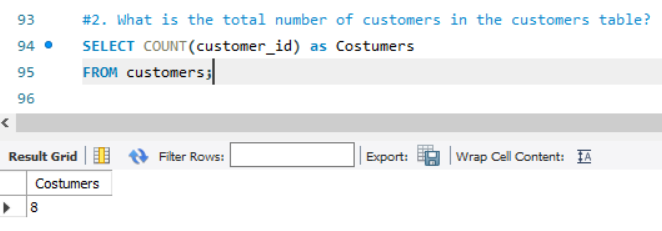 93 #2. What is the total number of customers in the customers table?
94 SELECT COUNT(customer_id) as Costumers
95 FROM customers;
96
Result Grid Filter Rows: Export: Wrap Cell Content: IA
Costumers
8